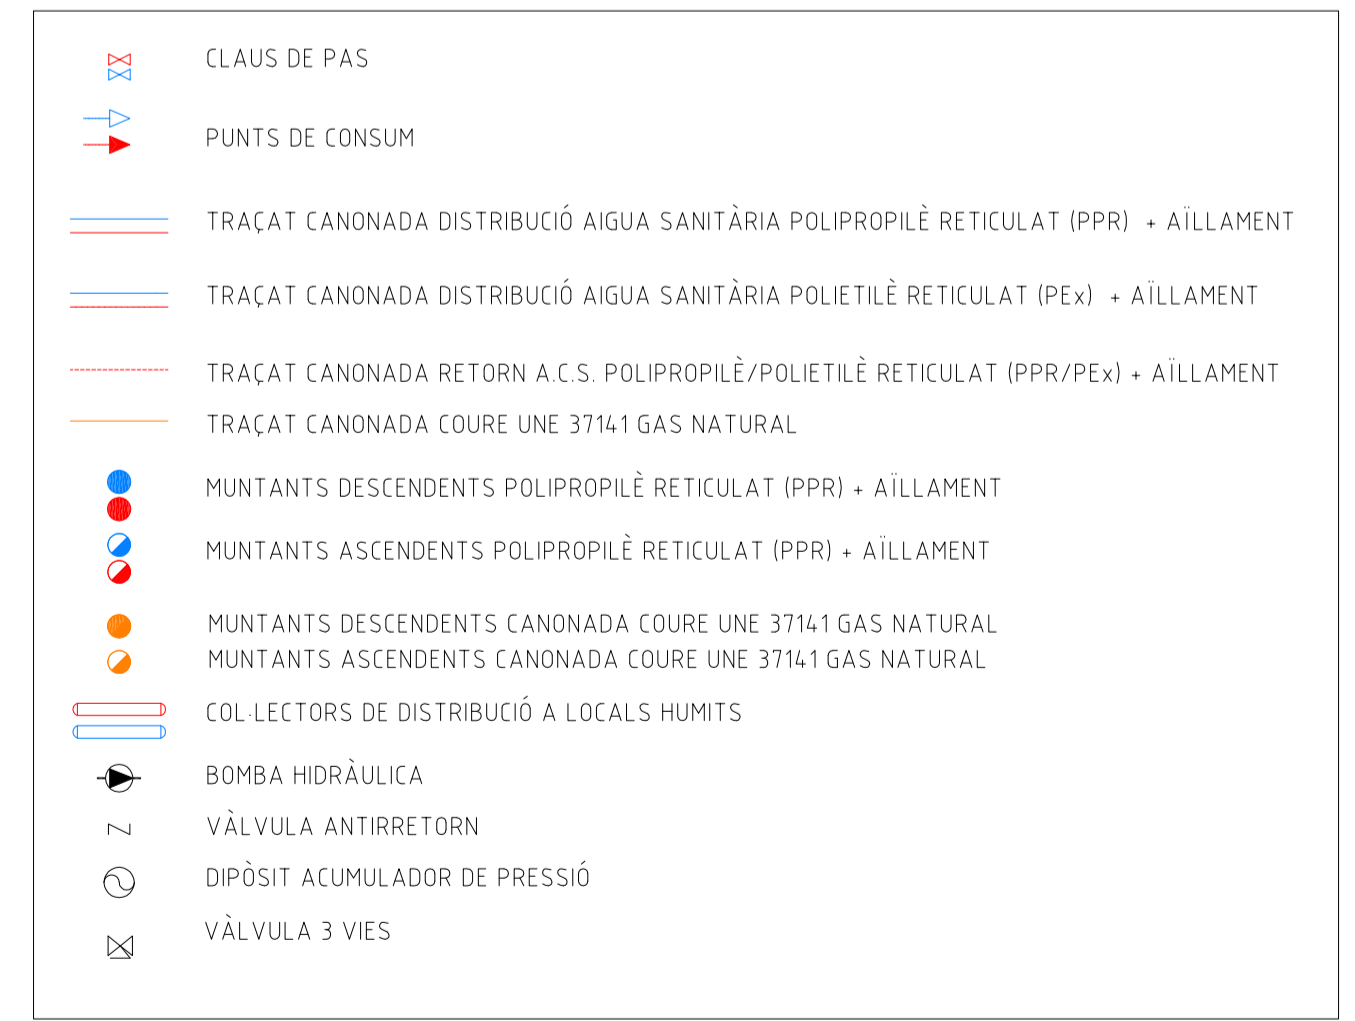 CLAUS DE PAS
PUNTS DE CONSUM
TRAÇAT CANONADA DISTRIBUCIÓ AIGUA SANITÀRIA POLIPROPILÈ RETICULAT (PPR) + AÏLLAMENT
TRAÇAT CANONADA DISTRIBUCIÓ AIGUA SANITÀRIA POLIETILÈ RETICULAT (PEx) + AÏLLAMENT
TRAÇAT CANONADA RETORN A.C.S. POLIPROPILÈ/POLIETILÈ RETICULAT (PPR/PEx) + AÏLLAMENT
TRAÇAT CANONADA COURE UNE 37141 GAS NATURAL
MUNTANTS DESCENDENTS POLIPROPILÈ RETICULAT (PPR) + AÏLLAMENT
MUNTANTS ASCENDENTS POLIPROPILÈ RETICULAT (PPR) + AÏLLAMENT
MUNTANTS DESCENDENTS CANONADA COURE UNE 37141 GAS NATURAL
MUNTANTS ASCENDENTS CANONADA COURE UNE 37141 GAS NATURAL
COL·LECTORS DE DISTRIBUCIÓ A LOCALS HUMITS
BOMBA HIDRÀULICA
VÀLVULA ANTIRRETORN
DIPÒSIT ACUMULADOR DE PRESSIÓ
VÀLVULA 3 VIES